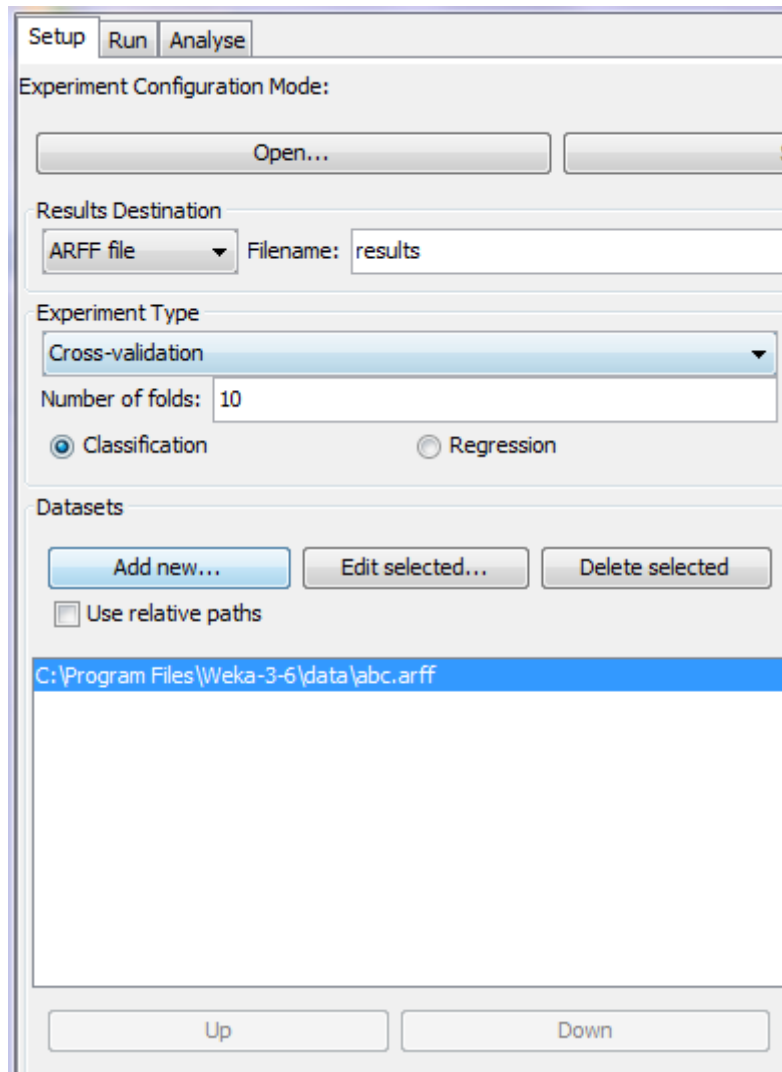 Setup Run Analyse
Experiment Configuration Mode:
Open...
Results Destination
ARFF file Filename: results
Experiment Type
Cross-validation
Number of folds: 10
Classification Regression
Datasets
Add new... Edit selected... Delete selected
Use relative paths
C:\Program Files\Weka-3-6\data\abc.arff
Up Down